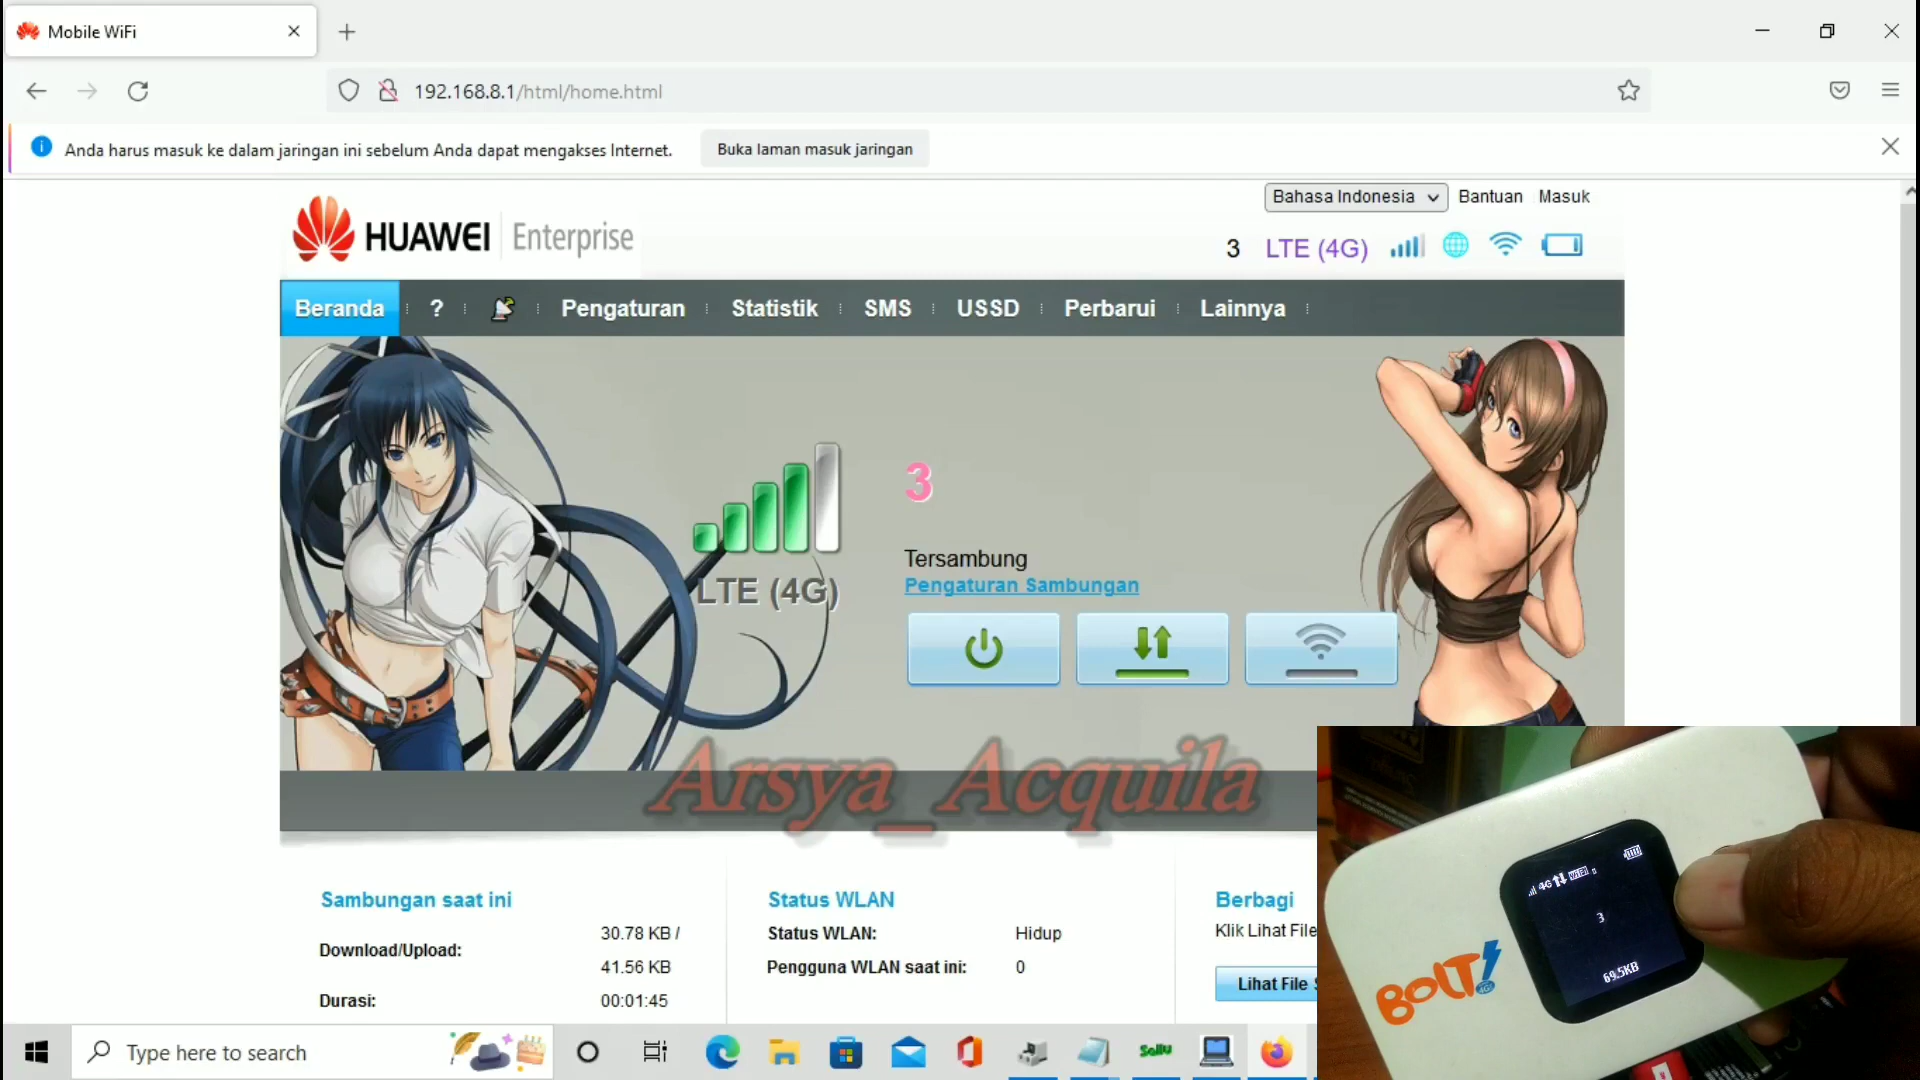 Mobile WiFi
192.168.8.1/html/home.html
Anda harus masuk ke dalam jaringan ini sebelum Anda dapat mengakses Internet.
Buka laman masuk jaringan
Bahasa Indonesia
Bantuan
Masuk
HUAWEI Enterprise
3 LTE (4G)
Beranda ? Pengaturan Statistik SMS USSD Perbarui Lainnya
3
LTE (4G)
Tersambung
Pengaturan Sambungan
Arsya_Acquila
Sambungan saat ini
Download/Upload: 30.78 KB / 41.56 KB
Durasi: 00:01:45
Status WLAN
Status WLAN: Hidup
Pengguna WLAN saat ini: 0
Berbagi
Klik Lihat File
Lihat File
4G WiFi
3
69.5KB
BOLT!
4G
Type here to search